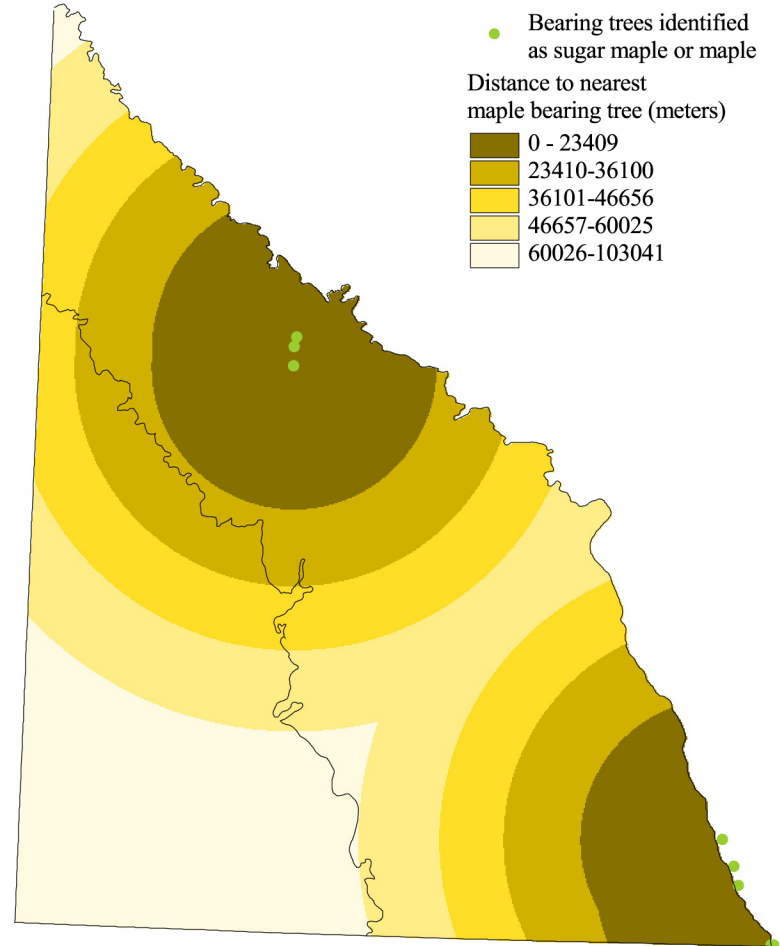 Bearing trees identified
as sugar maple or maple
Distance to nearest
maple bearing tree (meters)
0 - 23409
23410-36100
36101-46656
46657-60025
60026-103041